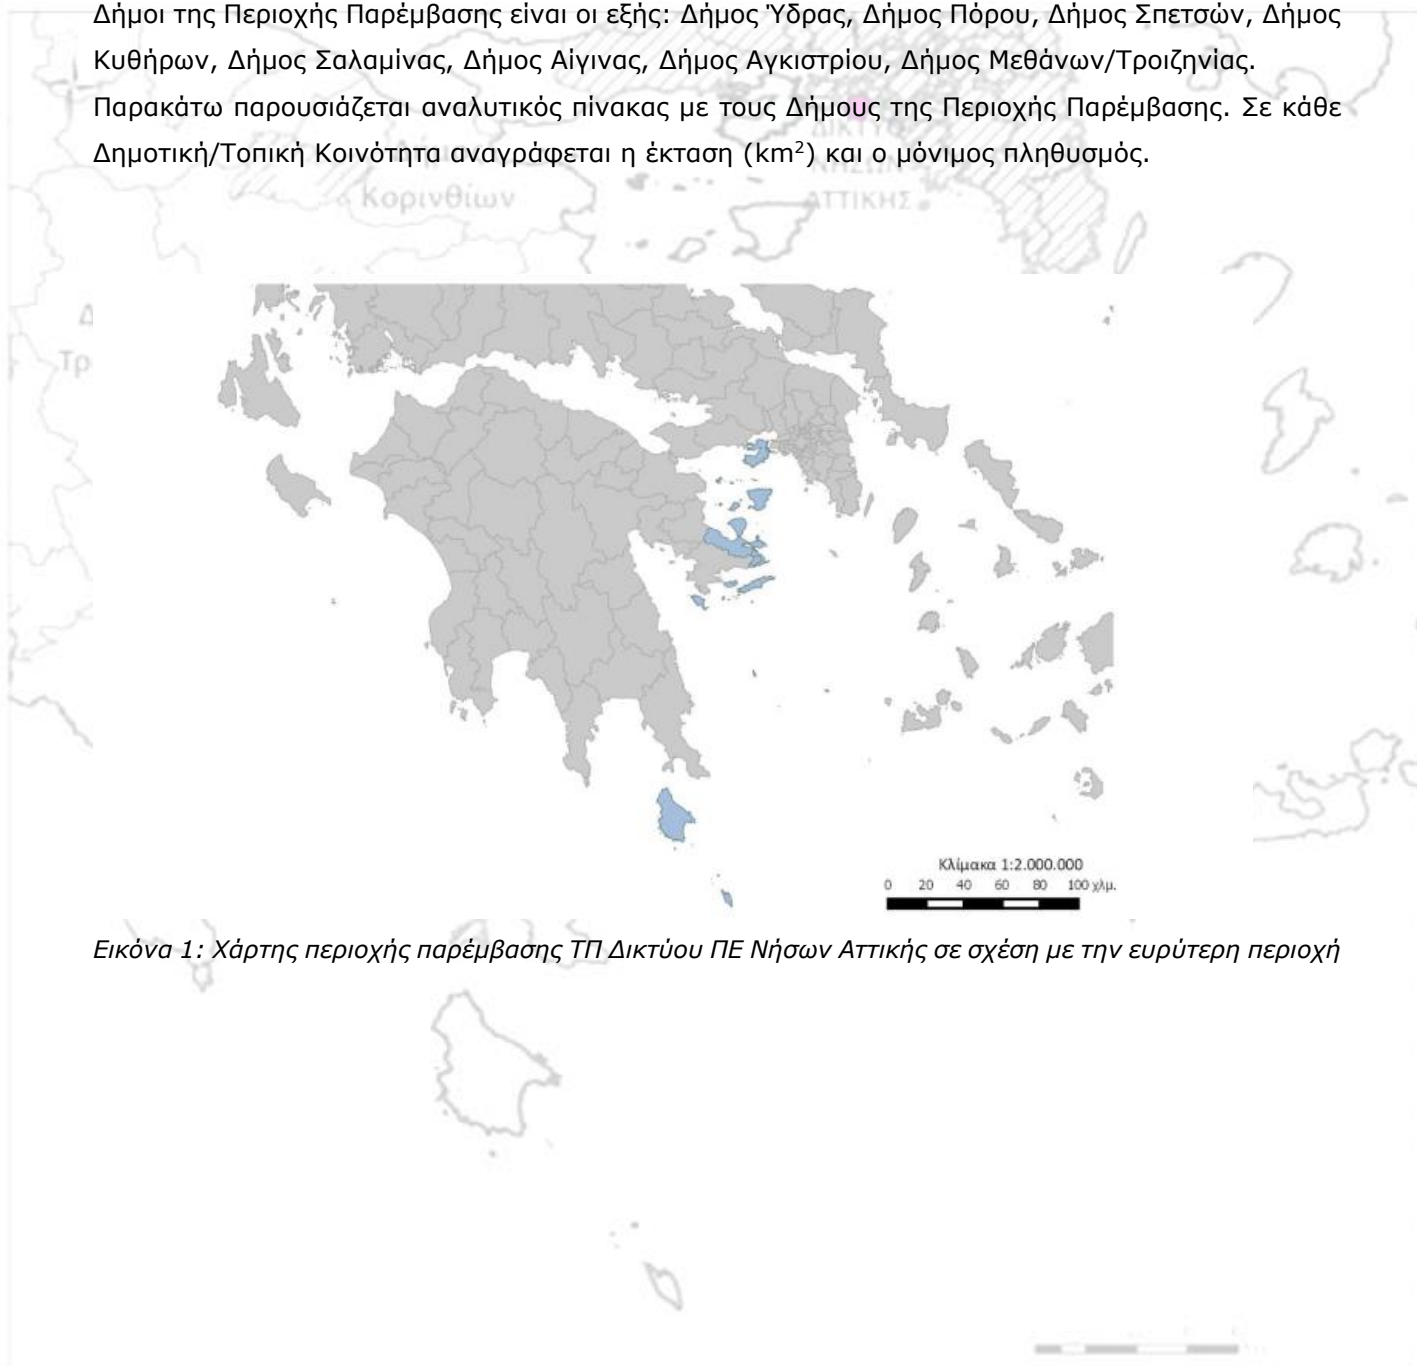 Δήμοι της Περιοχής Παρέμβασης είναι οι εξής: Δήμος Ύδρας, Δήμος Πόρου, Δήμος Σπετσών, Δήμος
Κυθήρων, Δήμος Σαλαμίνας, Δήμος Αίγινας, Δήμος Αγκιστρίου, Δήμος Μεθάνων/Τροιζηνίας.
Παρακάτω παρουσιάζεται αναλυτικός πίνακας με τους Δήμους της Περιοχής Παρέμβασης. Σε κάθε
Δημοτική/Τοπική Κοινότητα αναγράφεται η έκταση (km²) και ο μόνιμος πληθυσμός.
ΔΙΚΤΥΟ
ΝΗΣΩΝ
ΑΤΤΙΚΗΣ
Κορινθίων
Τρ
Κλίμακα 1:2.000.000
0 20 40 60 80 100 χλμ.
Εικόνα 1: Χάρτης περιοχής παρέμβασης ΤΠ Δικτύου ΠΕ Νήσων Αττικής σε σχέση με την ευρύτερη περιοχή